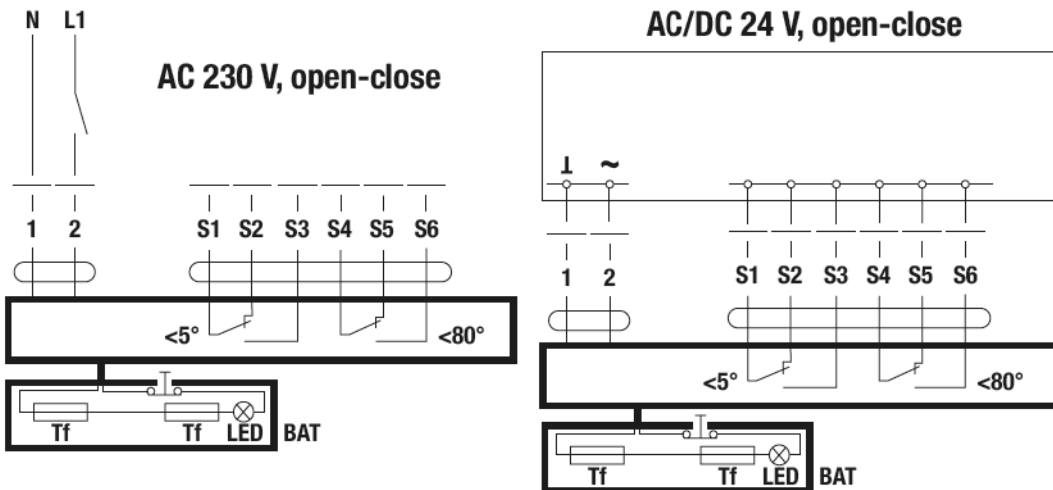 N L1
AC 230 V, open-close
1 2 S1 S2 S3 S4 S5 S6
<5° <80°
Tf Tf LED BAT
AC/DC 24 V, open-close
⊥ ~
1 2 S1 S2 S3 S4 S5 S6
<5° <80°
Tf Tf LED BAT